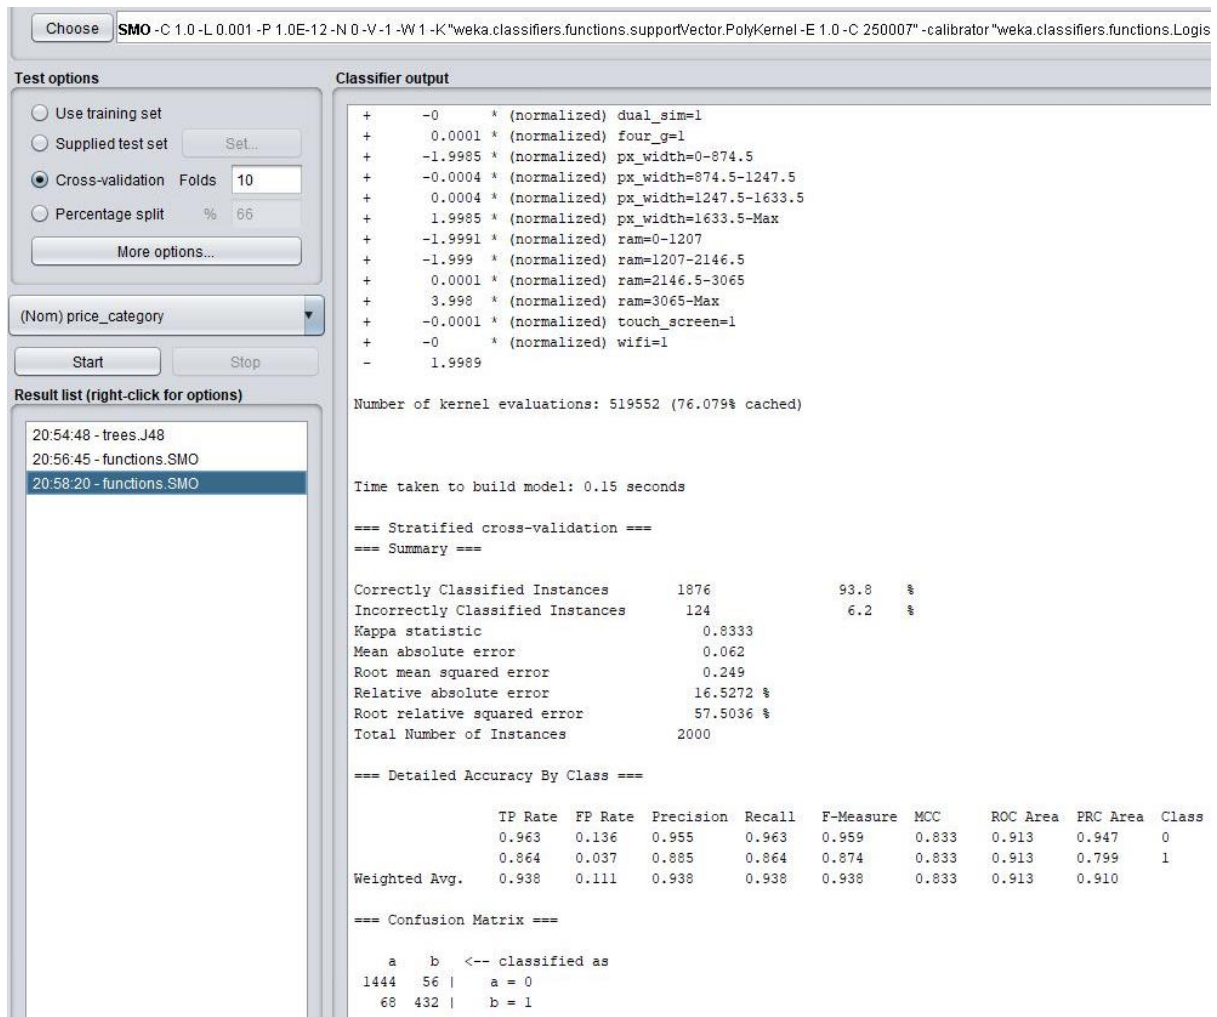 Choose SMO -C 1.0 -L 0.001 -P 1.0E-12 -N 0 -V -1 -W 1 -K "weka.classifiers.functions.supportVector.PolyKernel -E 1.0 -C 250007" -calibrator "weka.classifiers.functions.Logis
Test options
Use training set
Supplied test set Set...
Cross-validation Folds 10
Percentage split % 66
More options...
(Nom) price_category
Start Stop
Result list (right-click for options)
20:54:48 - trees.J48
20:56:45 - functions.SMO
20:58:20 - functions.SMO
Classifier output
+ -0 * (normalized) dual_sim=1
+ 0.0001 * (normalized) four_g=1
+ -1.9985 * (normalized) px_width=0-874.5
+ -0.0004 * (normalized) px_width=874.5-1247.5
+ 0.0004 * (normalized) px_width=1247.5-1633.5
+ 1.9985 * (normalized) px_width=1633.5-Max
+ -1.9991 * (normalized) ram=0-1207
+ -1.999 * (normalized) ram=1207-2146.5
+ 0.0001 * (normalized) ram=2146.5-3065
+ 3.998 * (normalized) ram=3065-Max
+ -0.0001 * (normalized) touch_screen=1
+ -0 * (normalized) wifi=1
- 1.9989
Number of kernel evaluations: 519552 (76.079% cached)
Time taken to build model: 0.15 seconds
=== Stratified cross-validation ===
=== Summary ===
Correctly Classified Instances 1876 93.8 %
Incorrectly Classified Instances 124 6.2 %
Kappa statistic 0.8333
Mean absolute error 0.062
Root mean squared error 0.249
Relative absolute error 16.5272 %
Root relative squared error 57.5036 %
Total Number of Instances 2000
=== Detailed Accuracy By Class ===
TP Rate FP Rate Precision Recall F-Measure MCC ROC Area PRC Area Class
0.963 0.136 0.955 0.963 0.959 0.833 0.913 0.947 0
0.864 0.037 0.885 0.864 0.874 0.833 0.913 0.799 1
Weighted Avg. 0.938 0.111 0.938 0.938 0.938 0.833 0.913 0.910
=== Confusion Matrix ===
a b <-- classified as
1444 56 | a = 0
68 432 | b = 1